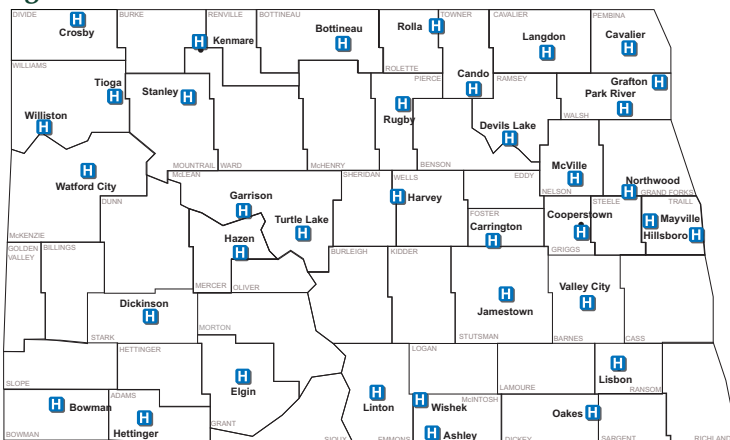 DIVIDE
BURKE
RENVILLE
BOTTINEAU
TOWNER
CAVALIER
PEMBINA
H
Crosby
H
Kenmare
Bottineau
H
Rolla
H
Langdon
H
Cavalier
H
WILLIAMS
ROLETTE
PIERCE
RAMSEY
Cando
H
Tioga
H
Stanley
H
Grafton
H
Park River
H
Williston
H
H
Rugby
Devils Lake
H
WALSH
MOUNTRAIL
WARD
McHENRY
BENSON
McVille
H
H
Watford City
McLEAN
SHERIDAN
WELLS
EDDY
NELSON
Northwood
H
GRAND FORKS
DUNN
Garrison
H
H
Harvey
Turtle Lake
H
FOSTER
Carrington
H
Cooperstown
H
STEELE
TRAILL
H
Mayville
Hillsboro
H
McKENZIE
GOLDEN VALLEY
BILLINGS
Hazen
H
BURLEIGH
KIDDER
GRIGGS
MERCER
OLIVER
Dickinson
H
H
Jamestown
Valley City
H
STARK
MORTON
STUTSMAN
BARNES
CASS
HETTINGER
LOGAN
SLOPE
H
Elgin
H
Linton
LAMOURE
H
Lisbon
RANSOM
ADAMS
H
Bowman
H
Hettinger
McINTOSH
H
Wishek
Oakes
H
BOWMAN
GRANT
SIOUX
EMMONS
H
Ashley
DICKEY
SARGENT
RICHLAND